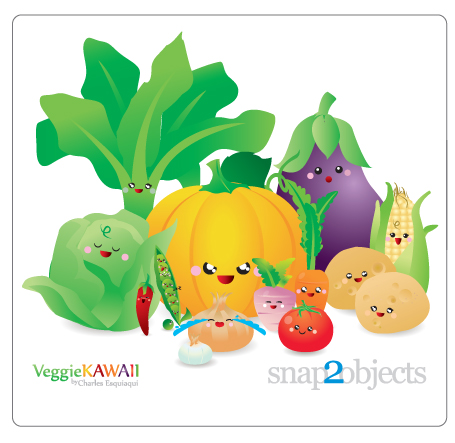 VeggieKAWAII
by Charles Esquiaqui
snap2objects